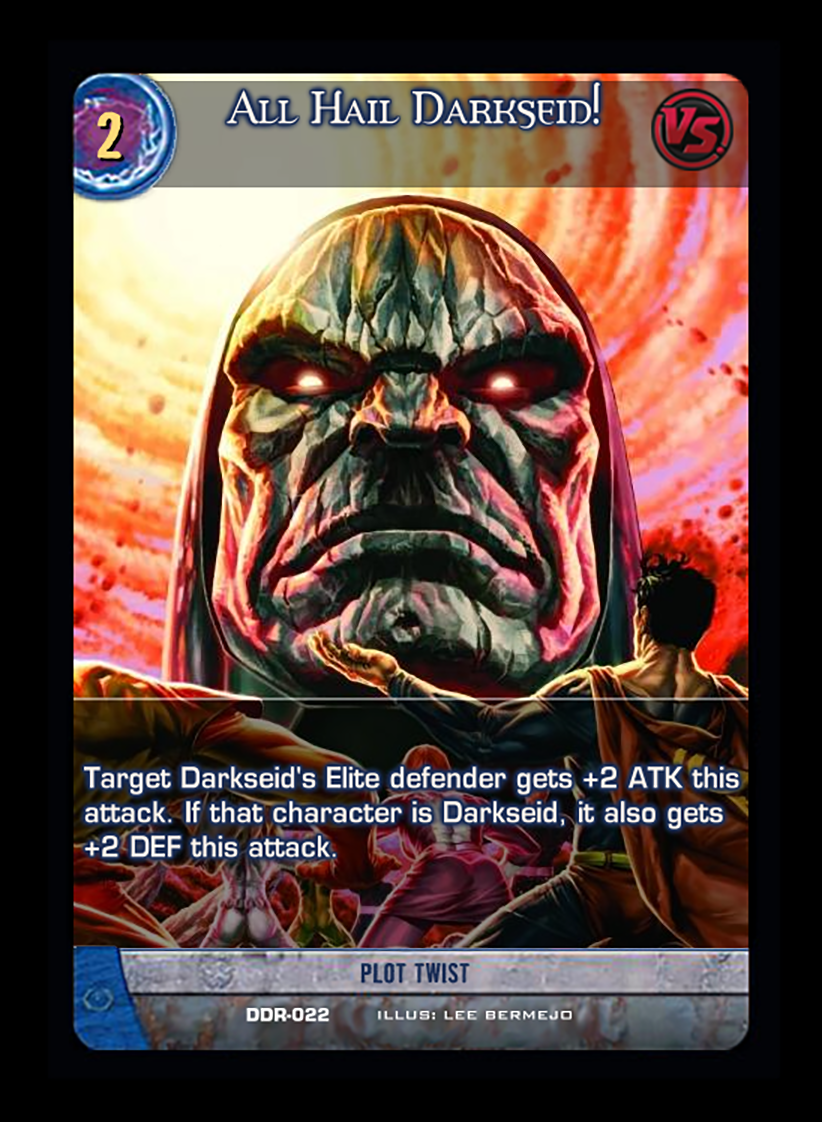 2
All Hail Darkseid!
VS.
Target Darkseid's Elite defender gets +2 ATK this
attack. If that character is Darkseid, it also gets
+2 DEF this attack.
PLOT TWIST
DDR-022 ILLUS: LEE BERMEJO